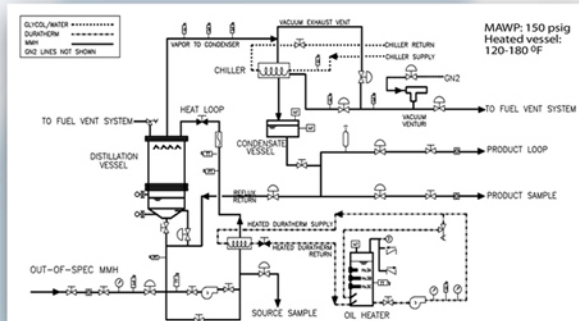 GLYCOL/WATER
DURATHERM
MMH
GN2 LINES NOT SHOWN
VACUUM EXHAUST VENT
MAWP: 150 psig
Heated vessel:
120-180 ºF
VAPOR TO CONDENSER
CHILLER RETURN
CHILLER SUPPLY
CHILLER
GN2
HEAT LOOP
TO FUEL VENT SYSTEM
VACUUM
VENTURI
TO FUEL VENT SYSTEM
CONDENSATE
VESSEL
DISTILLATION
VESSEL
PRODUCT LOOP
REFLUX
RETURN
PRODUCT SAMPLE
HEATED DURATHERM SUPPLY
HEATED DURATHERM
RETURN
OUT-OF-SPEC MMH
SOURCE SAMPLE
OIL HEATER